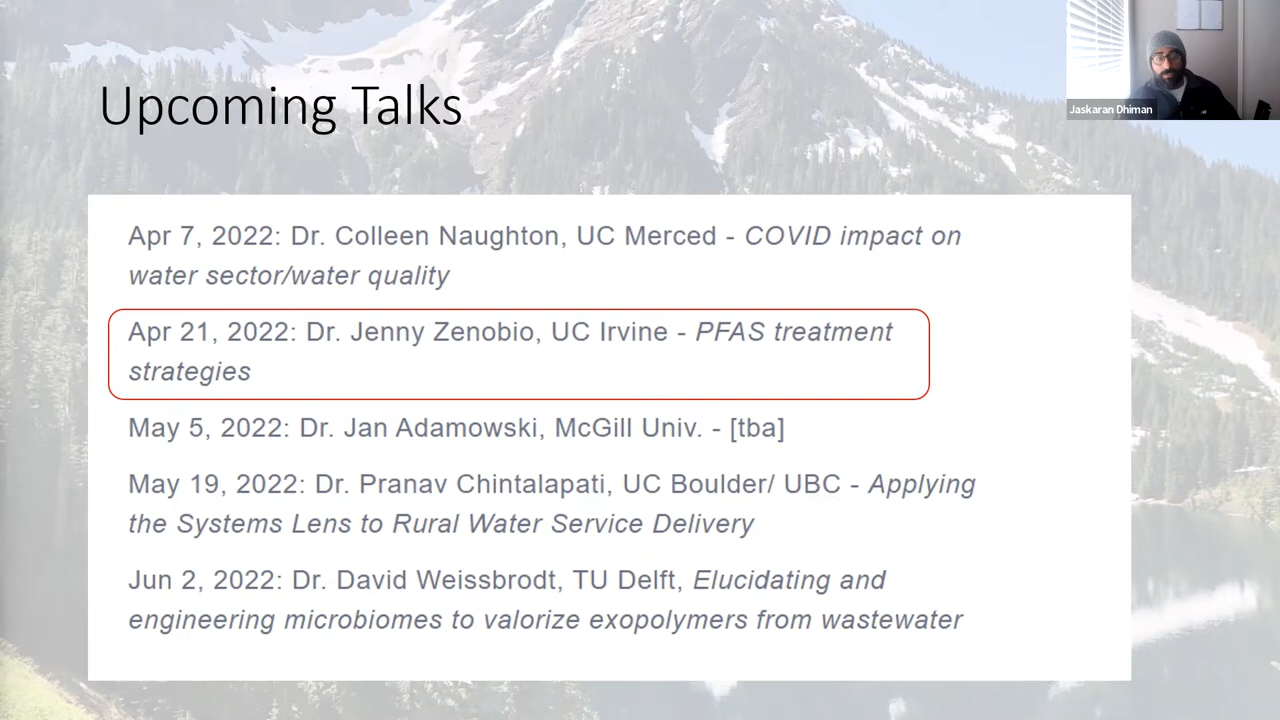 Upcoming Talks
Jaskaran Dhiman
Apr 7, 2022: Dr. Colleen Naughton, UC Merced - COVID impact on
water sector/water quality
Apr 21, 2022: Dr. Jenny Zenobio, UC Irvine - PFAS treatment
strategies
May 5, 2022: Dr. Jan Adamowski, McGill Univ. - [tba]
May 19, 2022: Dr. Pranav Chintalapati, UC Boulder/ UBC - Applying
the Systems Lens to Rural Water Service Delivery
Jun 2, 2022: Dr. David Weissbrodt, TU Delft, Elucidating and
engineering microbiomes to valorize exopolymers from wastewater